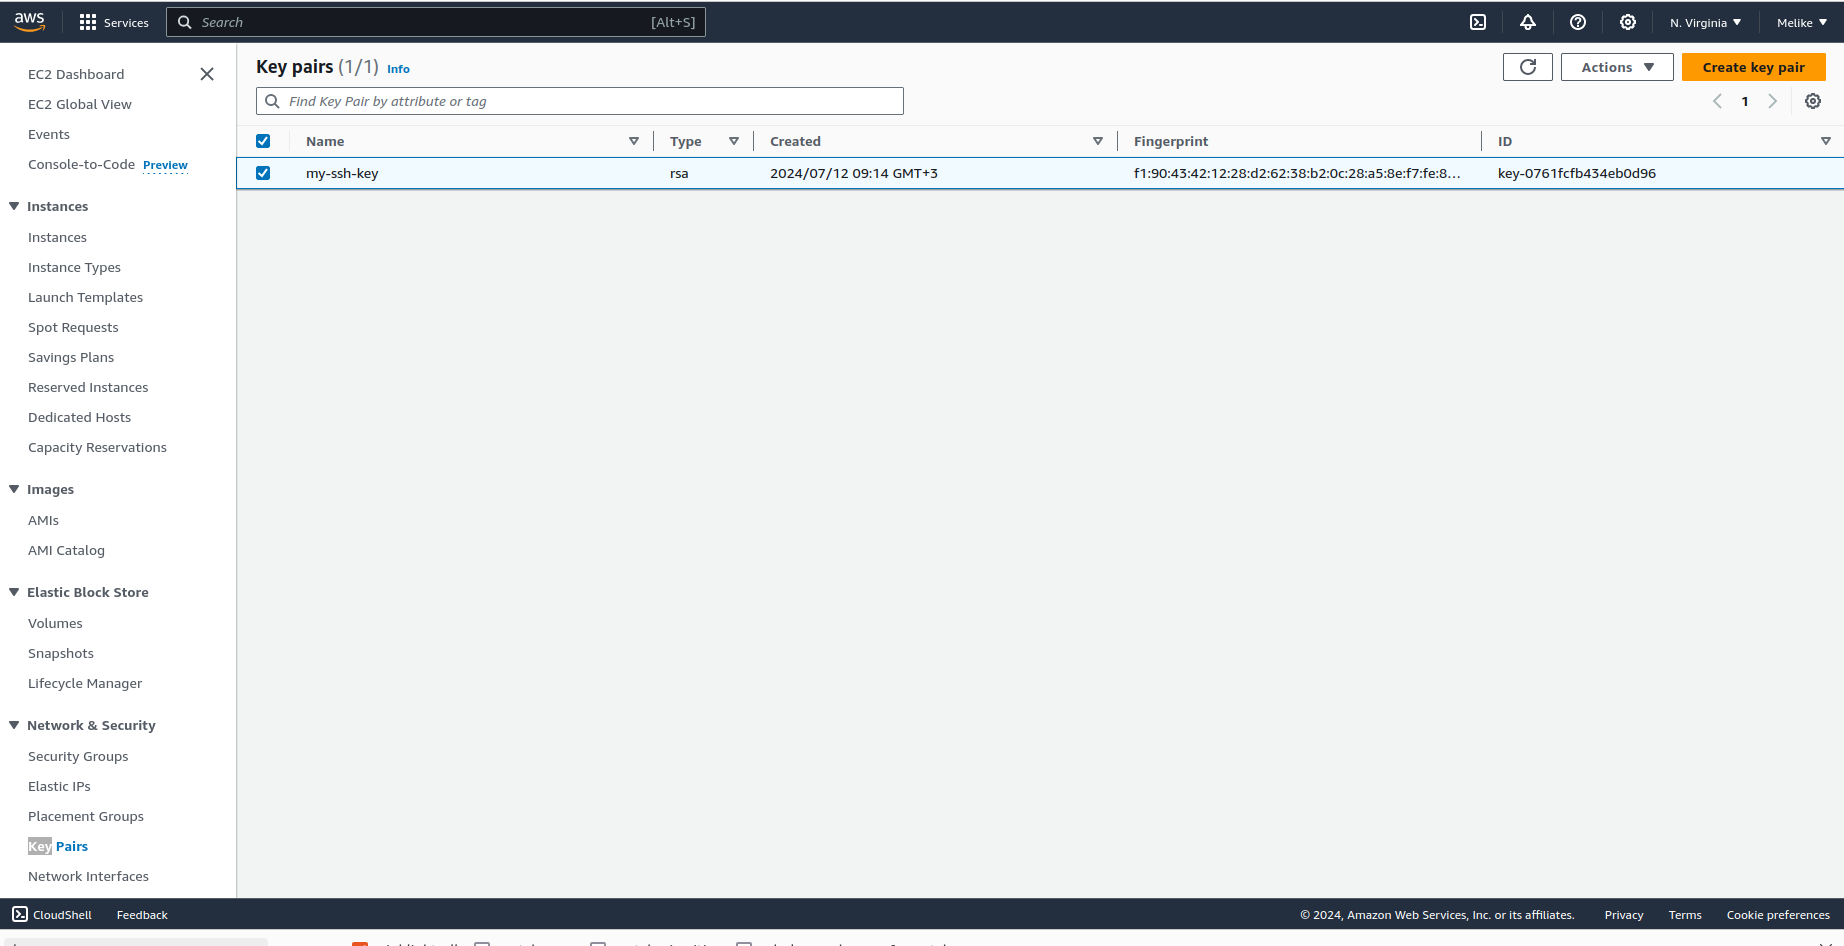 aws Services Search [Alt+S] N. Virginia Melike
EC2 Dashboard
EC2 Global View
Events
Console-to-Code Preview
Instances
Instances
Instance Types
Launch Templates
Spot Requests
Savings Plans
Reserved Instances
Dedicated Hosts
Capacity Reservations
Images
AMIs
AMI Catalog
Elastic Block Store
Volumes
Snapshots
Lifecycle Manager
Network & Security
Security Groups
Elastic IPs
Placement Groups
Key Pairs
Network Interfaces
Key pairs (1/1) Info
Actions
Create key pair
Find Key Pair by attribute or tag
1
Name Type Created Fingerprint ID
my-ssh-key rsa 2024/07/12 09:14 GMT+3 f1:90:43:42:12:28:d2:62:38:b2:0c:28:a5:8e:f7:fe:8... key-0761fcfb434eb0d96
CloudShell Feedback © 2024, Amazon Web Services, Inc. or its affiliates. Privacy Terms Cookie preferences